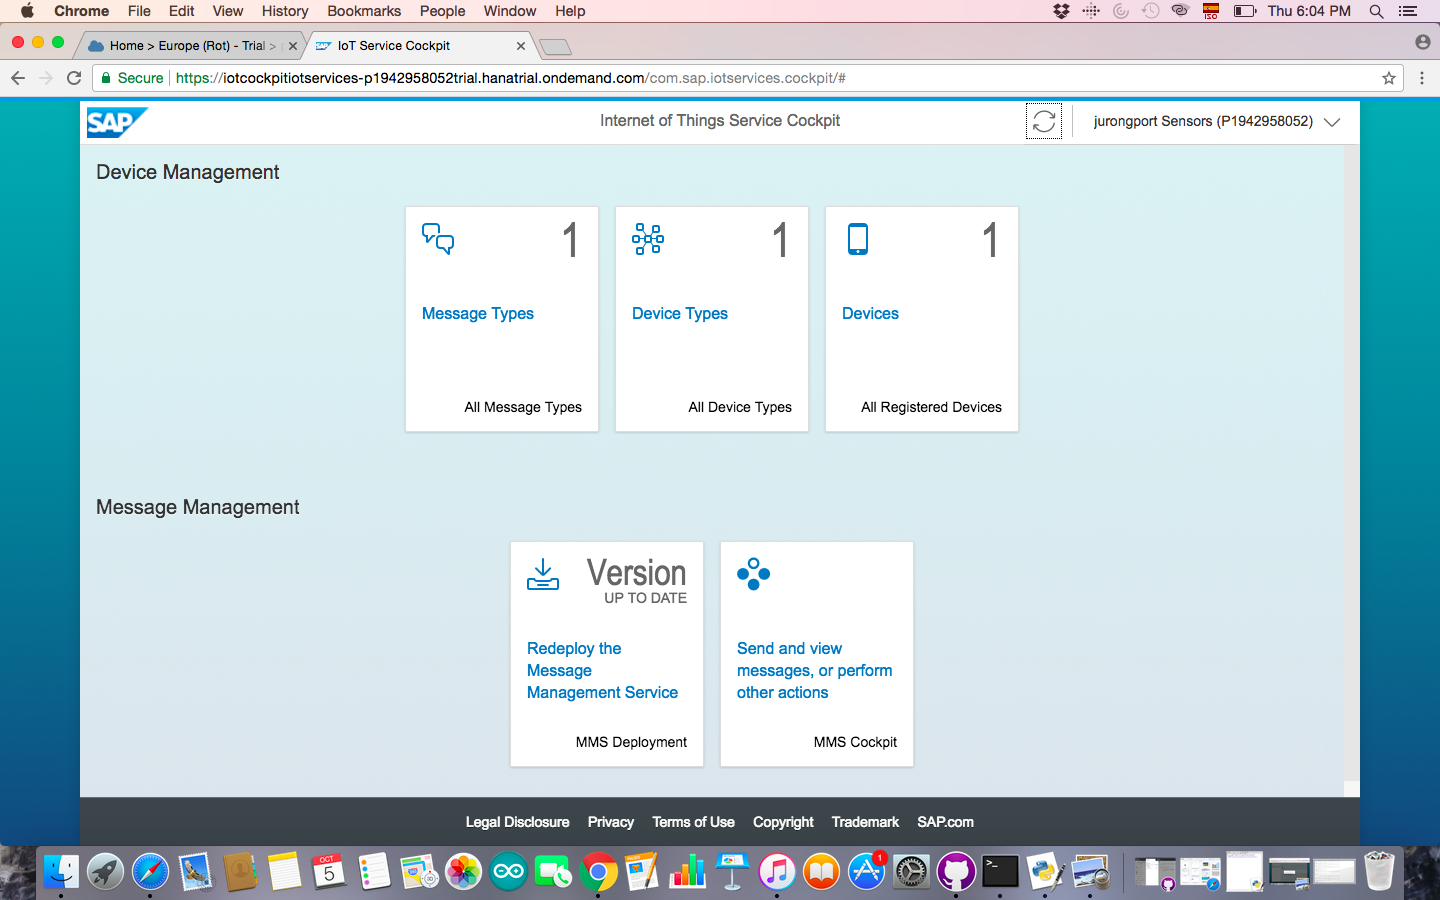 Chrome File Edit View History Bookmarks People Window Help
ISO
Thu 6:04 PM
Home > Europe (Rot) - Trial >
SAP IoT Service Cockpit
Secure https://iotcockpitiotservices-p1942958052trial.hanatrial.ondemand.com/com.sap.iotservices.cockpit/#
SAP
Internet of Things Service Cockpit
jurongport Sensors (P1942958052)
Device Management
1
Message Types
All Message Types
1
Device Types
All Device Types
1
Devices
All Registered Devices
Message Management
Version
UP TO DATE
Redeploy the
Message
Management Service
MMS Deployment
Send and view
messages, or perform
other actions
MMS Cockpit
Legal Disclosure Privacy Terms of Use Copyright Trademark SAP.com
OCT
5
1
>_